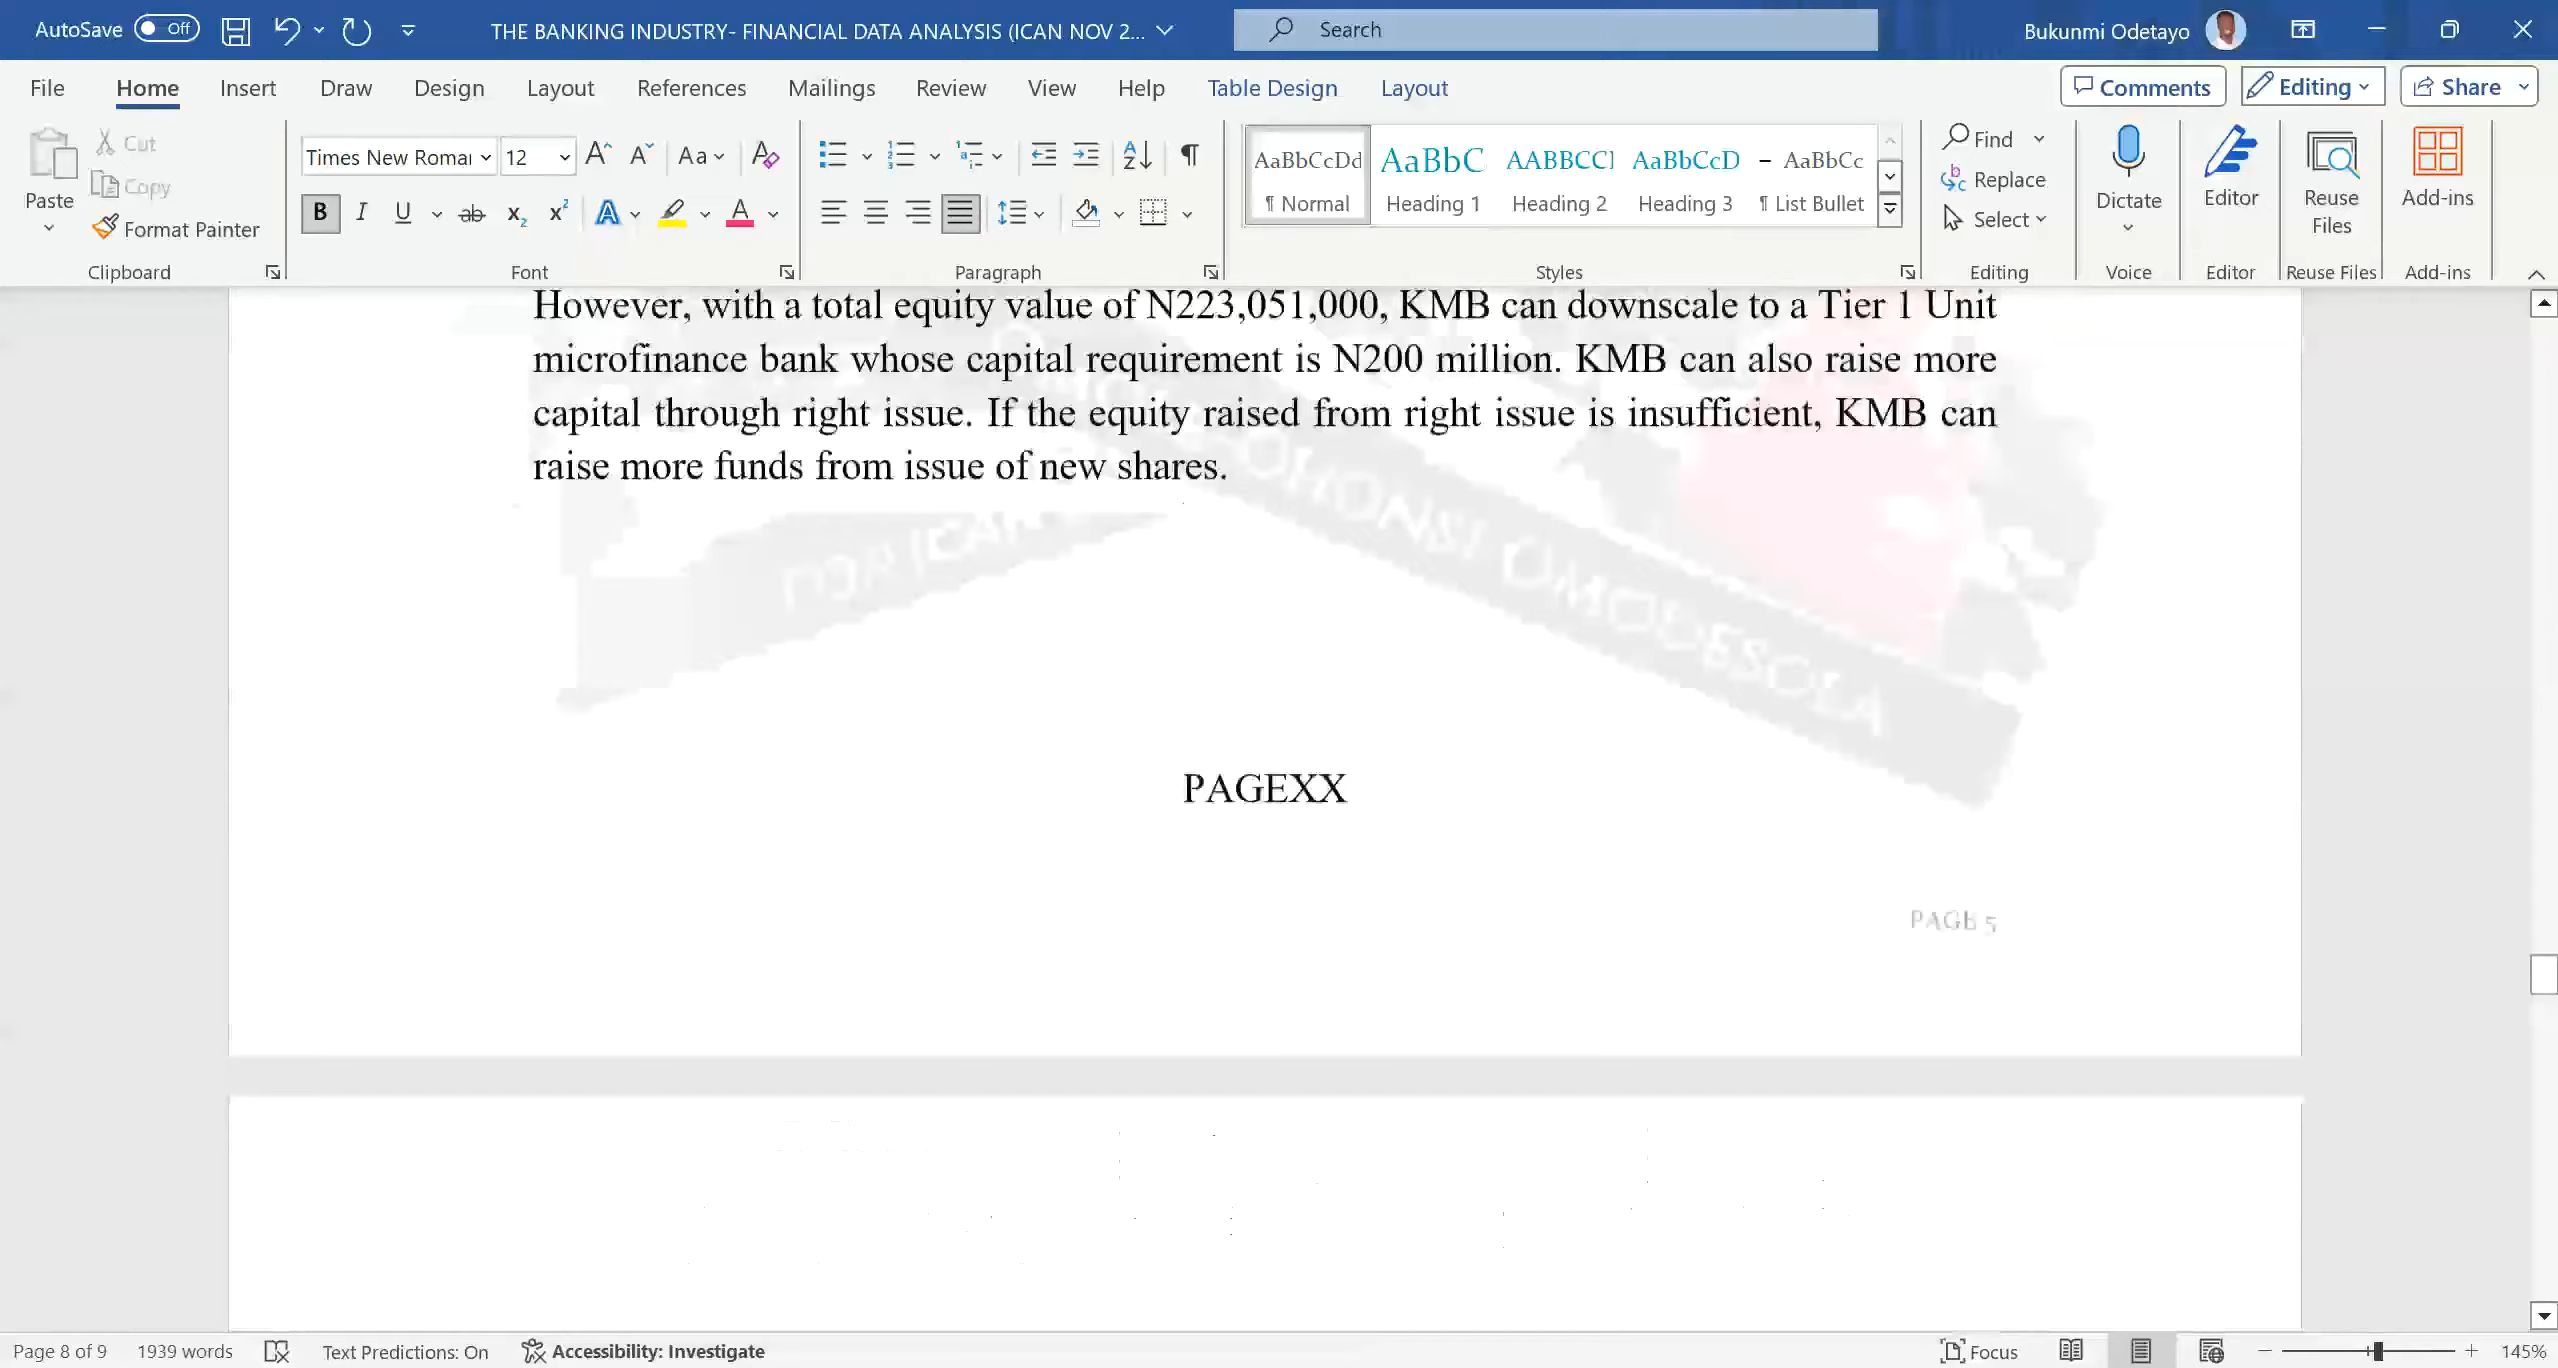 AutoSave Off THE BANKING INDUSTRY- FINANCIAL DATA ANALYSIS (ICAN NOV 2... Search Bukunmi Odetayo
File Home Insert Draw Design Layout References Mailings Review View Help Table Design Layout Comments Editing Share
Paste Cut Copy Format Painter
Clipboard
Times New Roma 12
Font
Paragraph
AaBbCcDd AaBbC AABBCCI AaBbCcD AaBbCc
¶ Normal Heading 1 Heading 2 Heading 3 ¶ List Bullet
Styles
Find
Replace
Select
Editing
Dictate
Voice
Editor
Editor
Reuse Files
Reuse Files
Add-ins
Add-ins
However, with a total equity value of N223,051,000, KMB can downscale to a Tier 1 Unit
microfinance bank whose capital requirement is N200 million. KMB can also raise more
capital through right issue. If the equity raised from right issue is insufficient, KMB can
raise more funds from issue of new shares.
OMODESOLA
PAGEXX
PAGE 5
Page 8 of 9 1939 words Text Predictions: On Accessibility: Investigate Focus 145%